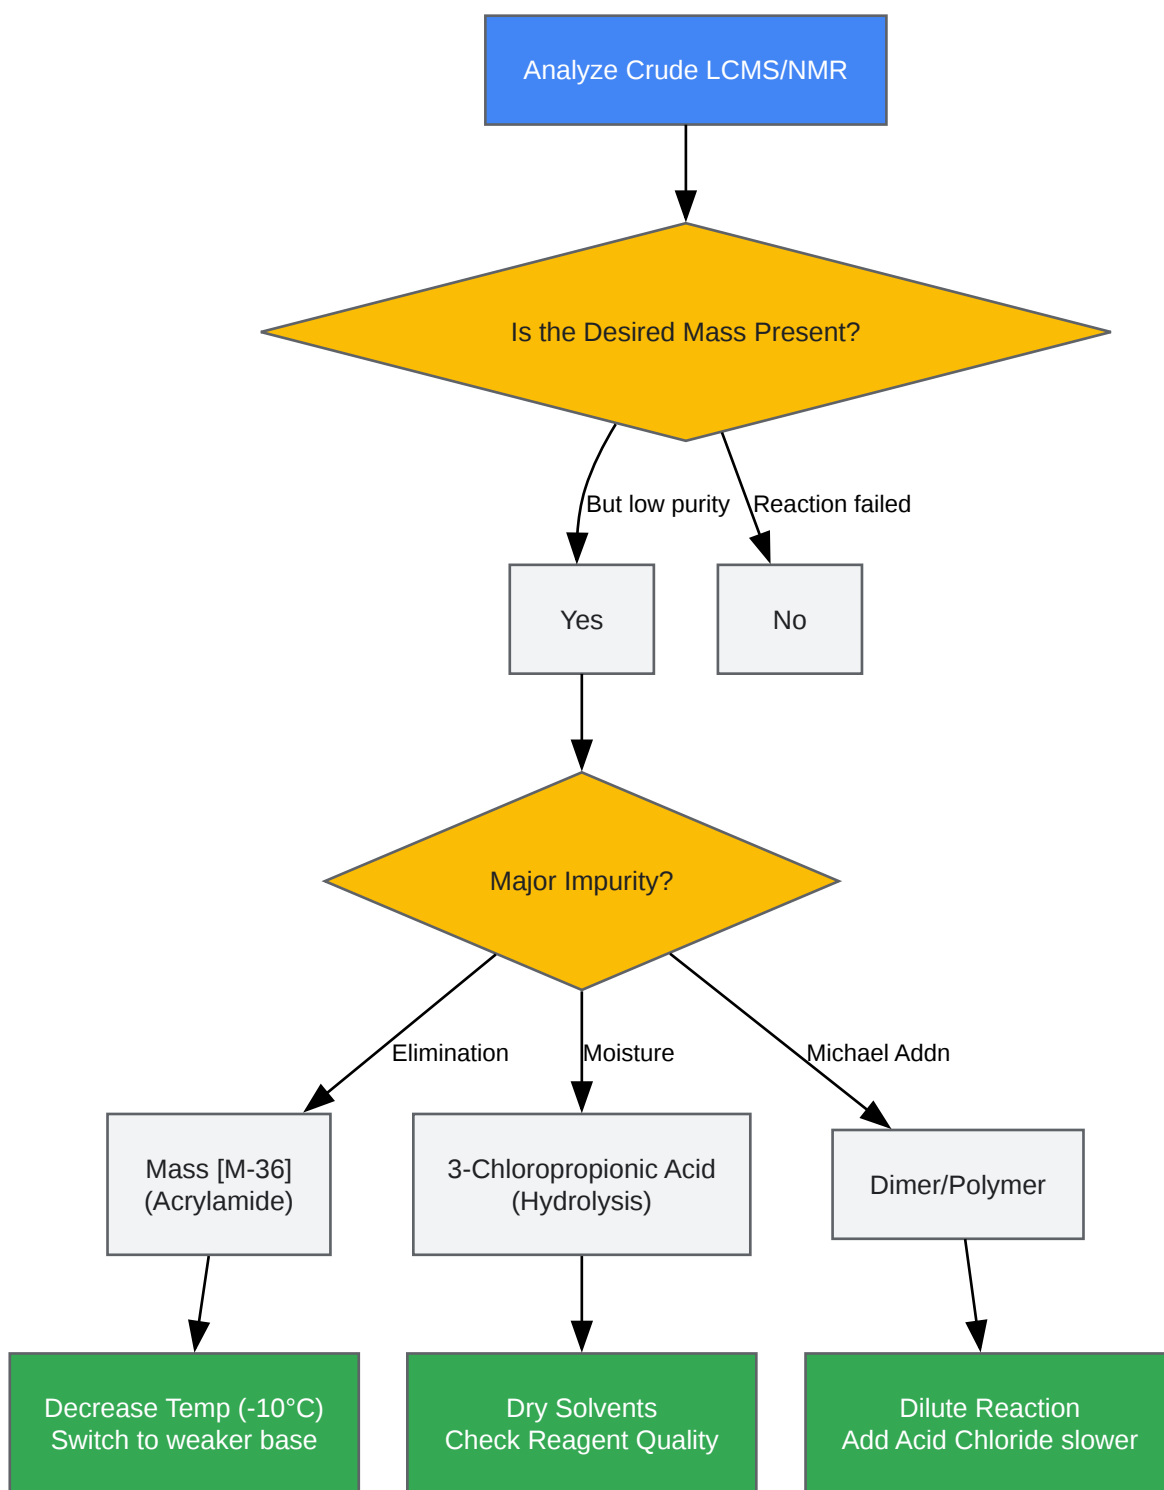 Analyze Crude LCMS/NMR
Is the Desired Mass Present?
But low purity
Reaction failed
Yes
No
Major Impurity?
Elimination
Moisture
Michael Addn
Mass [M-36]
(Acrylamide)
3-Chloropropionic Acid
(Hydrolysis)
Dimer/Polymer
Decrease Temp (-10°C)
Switch to weaker base
Dry Solvents
Check Reagent Quality
Dilute Reaction
Add Acid Chloride slower